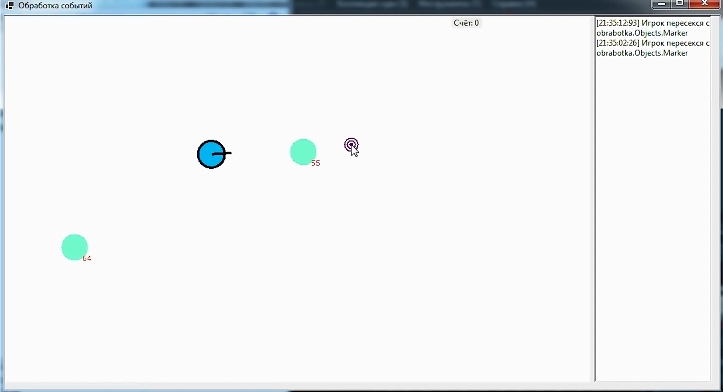 Обработка событий
Счёт: 0
[21:35:12:93] Игрок пересекся с
obrabotka.Objects.Marker
[21:35:02:26] Игрок пересекся с
obrabotka.Objects.Marker
55
64